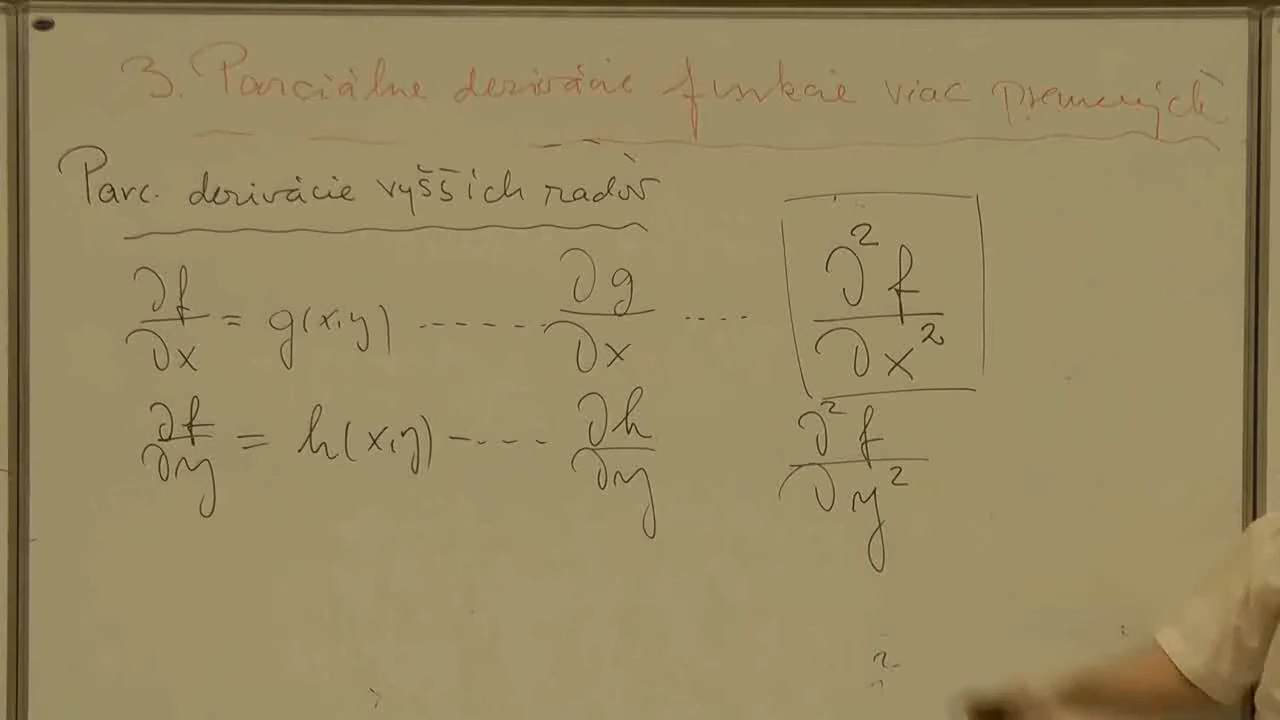 3. Parciálne derivácie funkcie viac premenných
Parc. derivácie vyšších radov
∂f/∂x = g(x,y) ------ ∂g/∂x .... ∂²f/∂x²
∂f/∂y = h(x,y) ----- ∂h/∂y ∂²f/∂y²